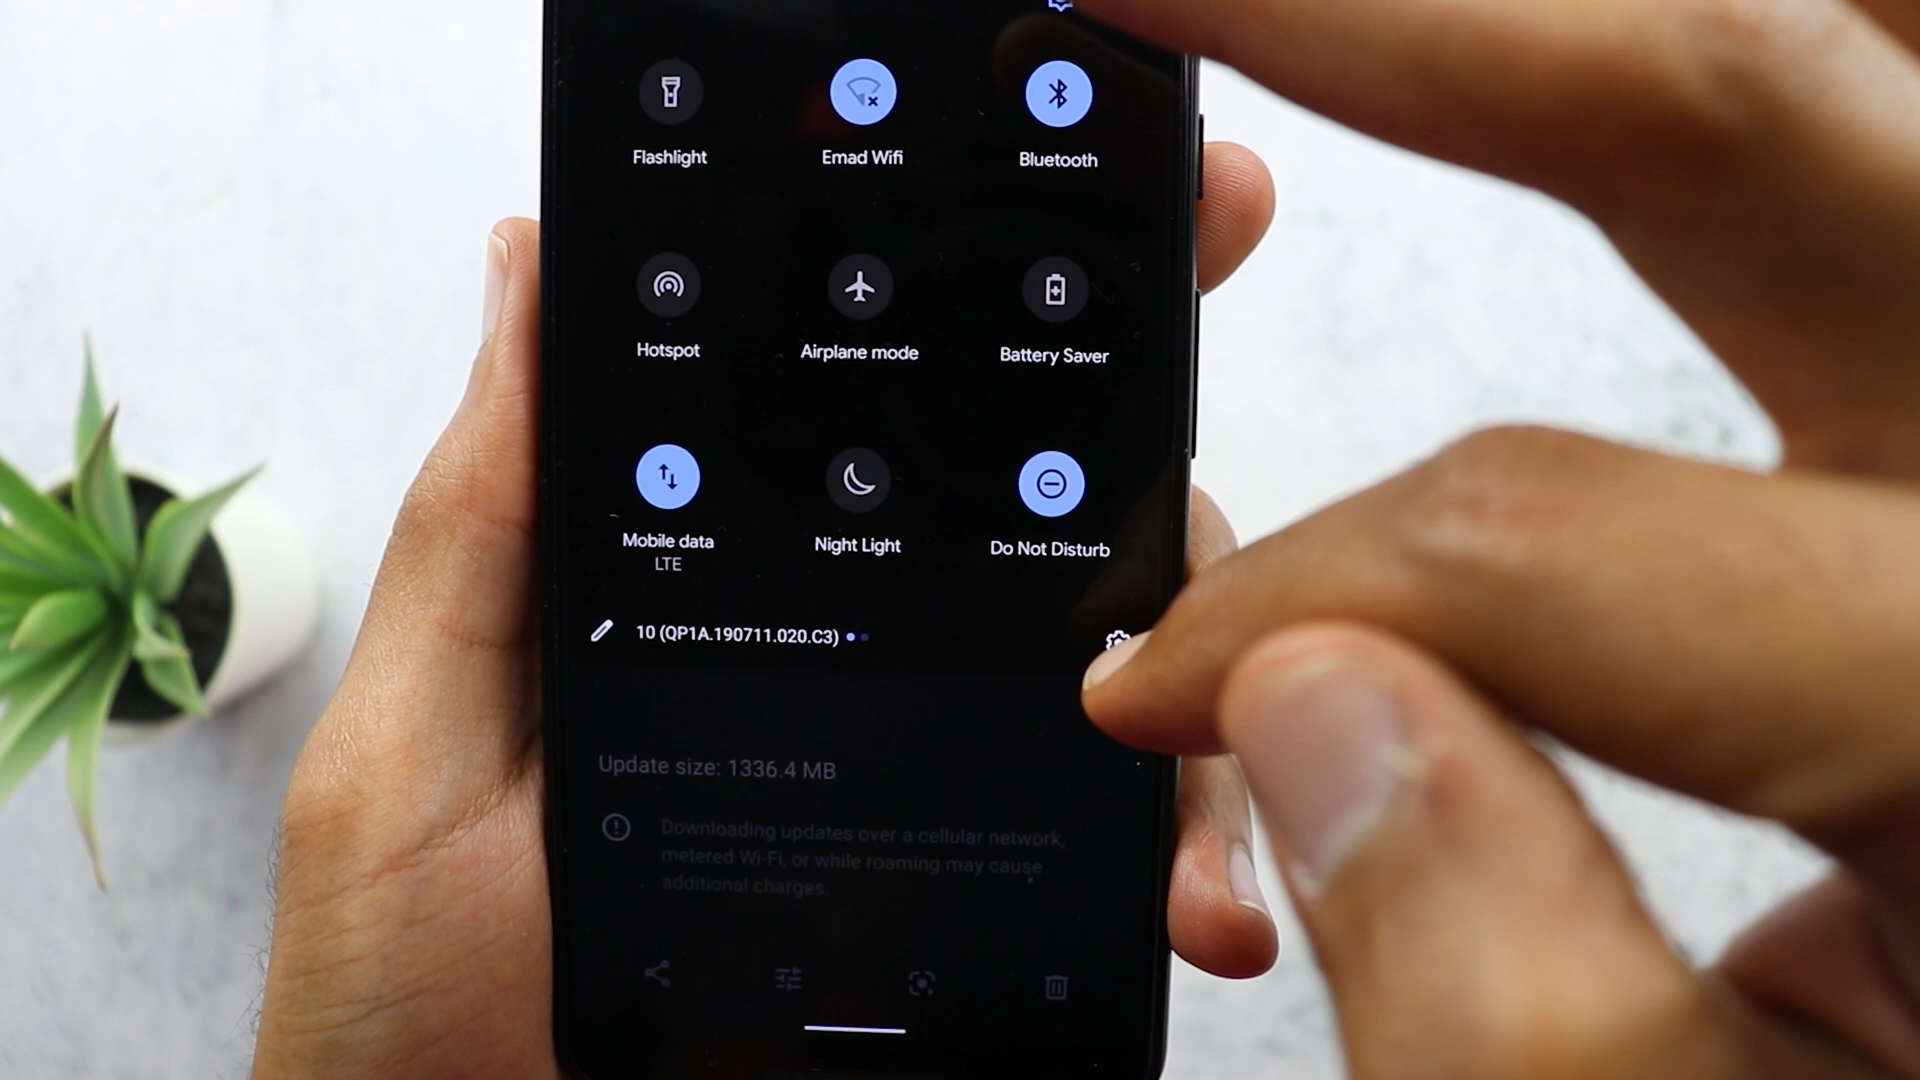 Flashlight
Emad Wifi
Bluetooth
Hotspot
Airplane mode
Battery Saver
Mobile data
LTE
Night Light
Do Not Disturb
10 (QP1A.190711.020.C3)
Update size: 1336.4 MB
Downloading updates over a cellular network,
metered Wi-Fi, or while roaming may cause
additional charges.